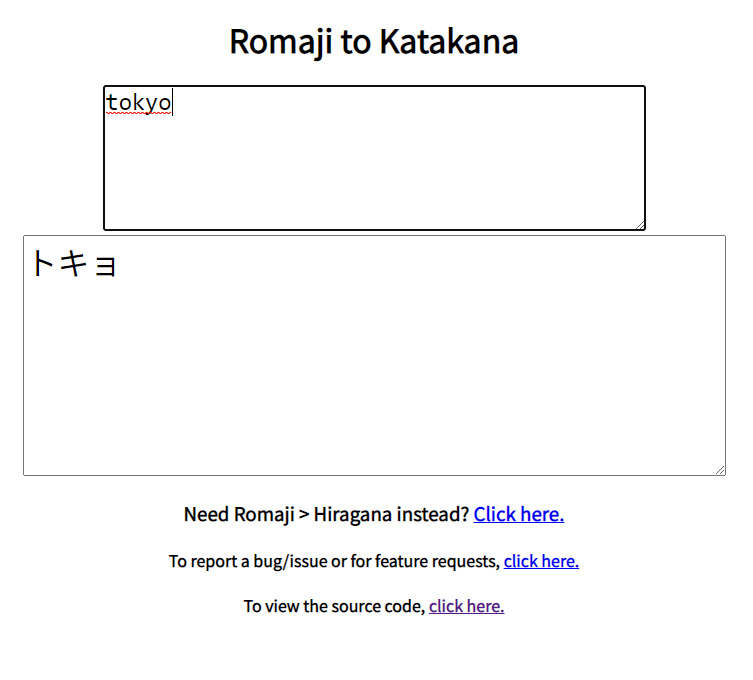 Romaji to Katakana
tokyo
トキョ
Need Romaji > Hiragana instead? Click here.
To report a bug/issue or for feature requests, click here.
To view the source code, click here.